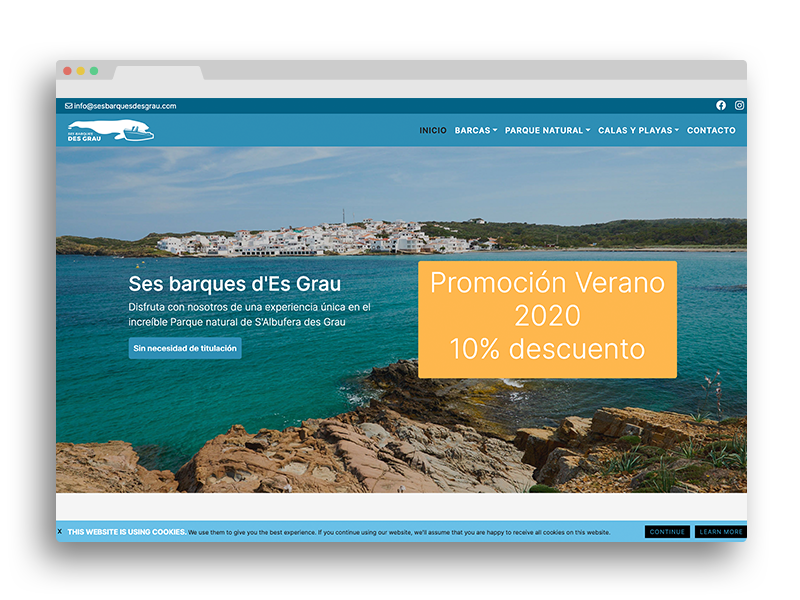 info@sesbarquesdesgrau.com
SES BARQUES
DES GRAU
INICIO BARCAS PARQUE NATURAL CALAS Y PLAYAS CONTACTO
Ses barques d'Es Grau
Disfruta con nosotros de una experiencia única en el
increíble Parque natural de S'Albufera des Grau
Sin necesidad de titulación
Promoción Verano
2020
10% descuento
X THIS WEBSITE IS USING COOKIES. We use them to give you the best experience. If you continue using our website, we'll assume that you are happy to receive all cookies on this website. CONTINUE LEARN MORE